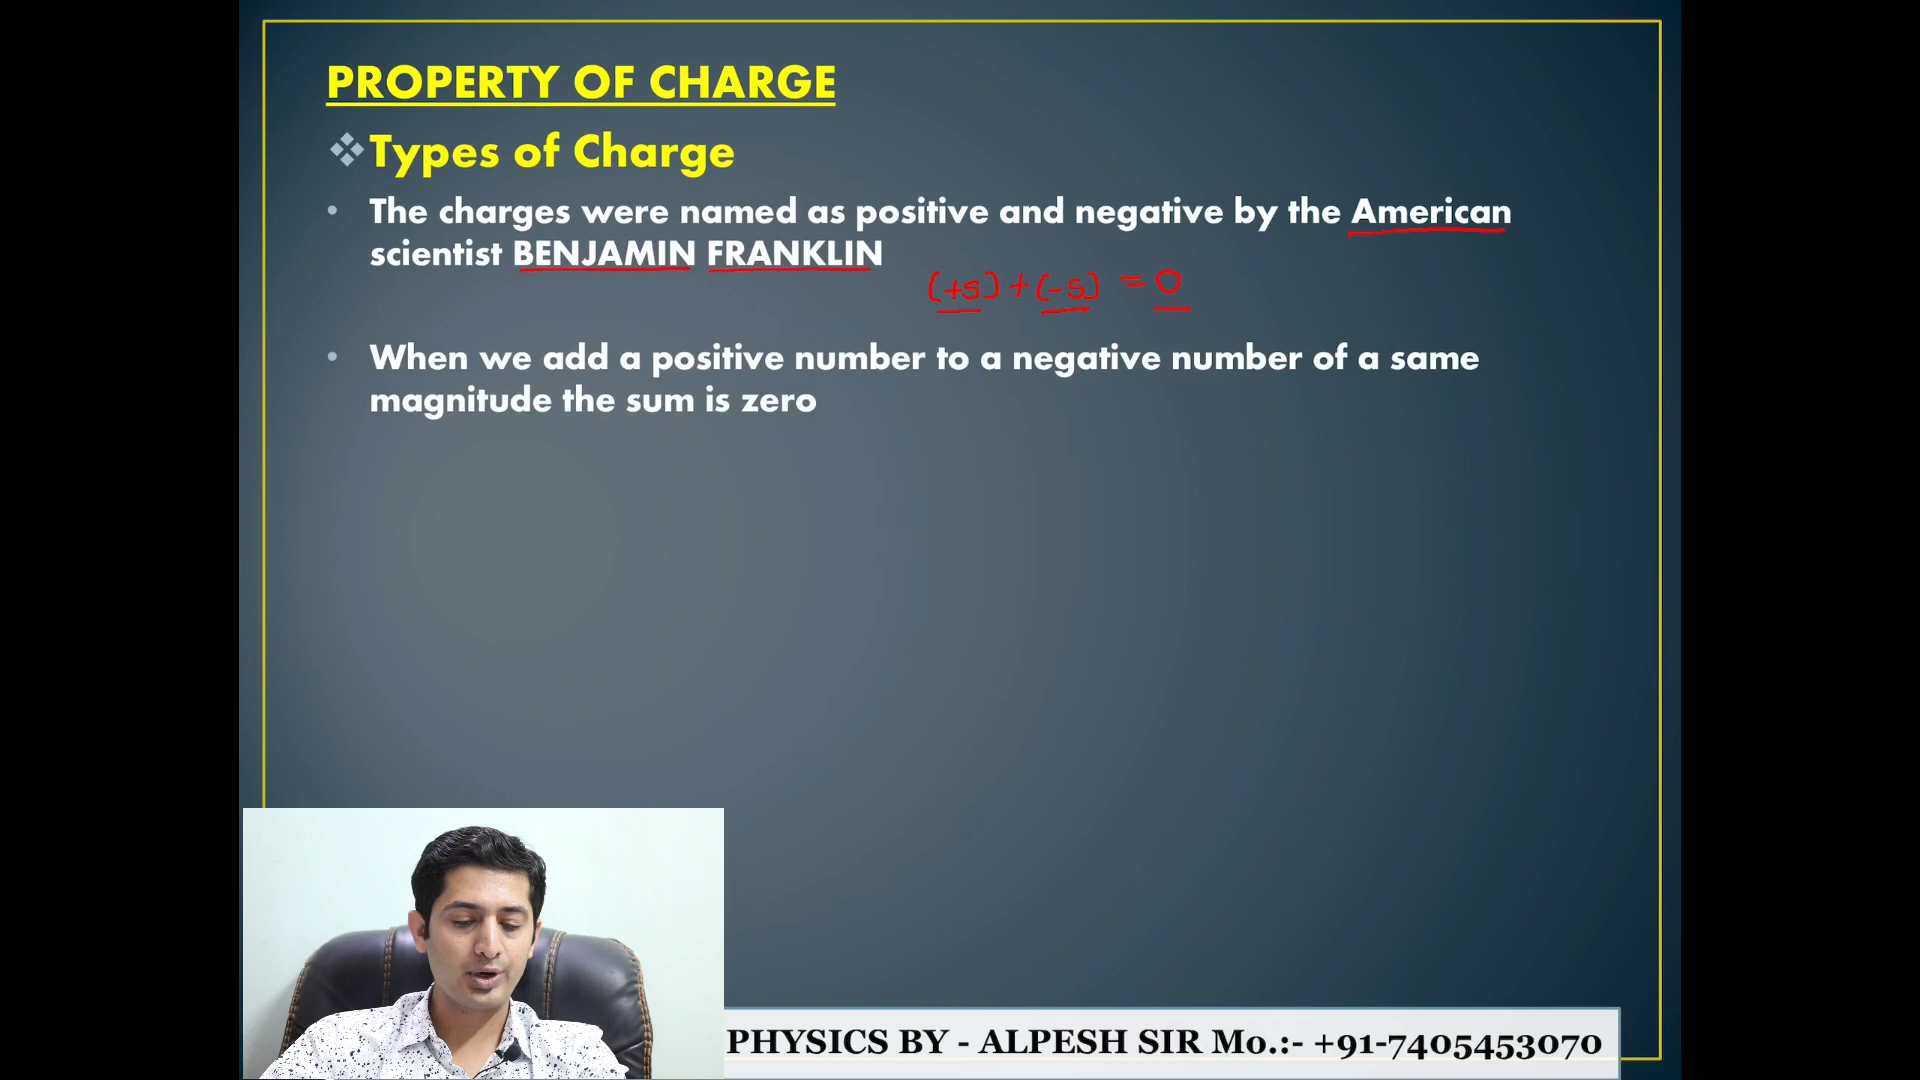 PROPERTY OF CHARGE
Types of Charge
The charges were named as positive and negative by the American
scientist BENJAMIN FRANKLIN
(+5) + (-5) = 0
When we add a positive number to a negative number of a same
magnitude the sum is zero
PHYSICS BY - ALPESH SIR Mo.:- +91-7405453070